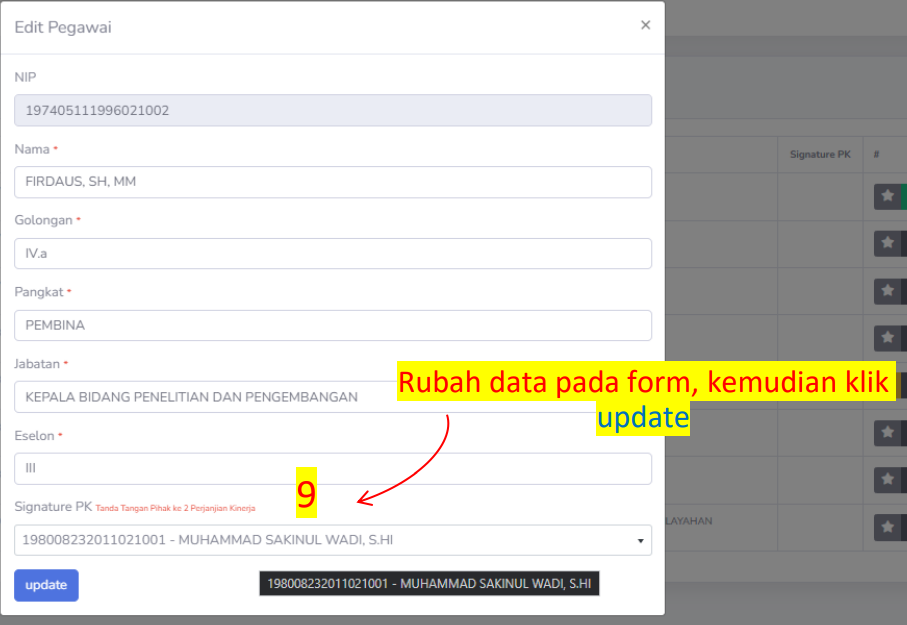 Edit Pegawai ×
NIP
197405111996021002
Nama *
FIRDAUS, SH, MM
Golongan *
IV.a
Pangkat *
PEMBINA
Jabatan *
KEPALA BIDANG PENELITIAN DAN PENGEMBANGAN
Eselon *
III
Signature PK Tanda Tangan Pihak ke 2 Perjanjian Kinerja
198008232011021001 - MUHAMMAD SAKINUL WADI, S.HI
update
198008232011021001 - MUHAMMAD SAKINUL WADI, S.HI
Rubah data pada form, kemudian klik
update
9
Signature PK #
LAYAHAN